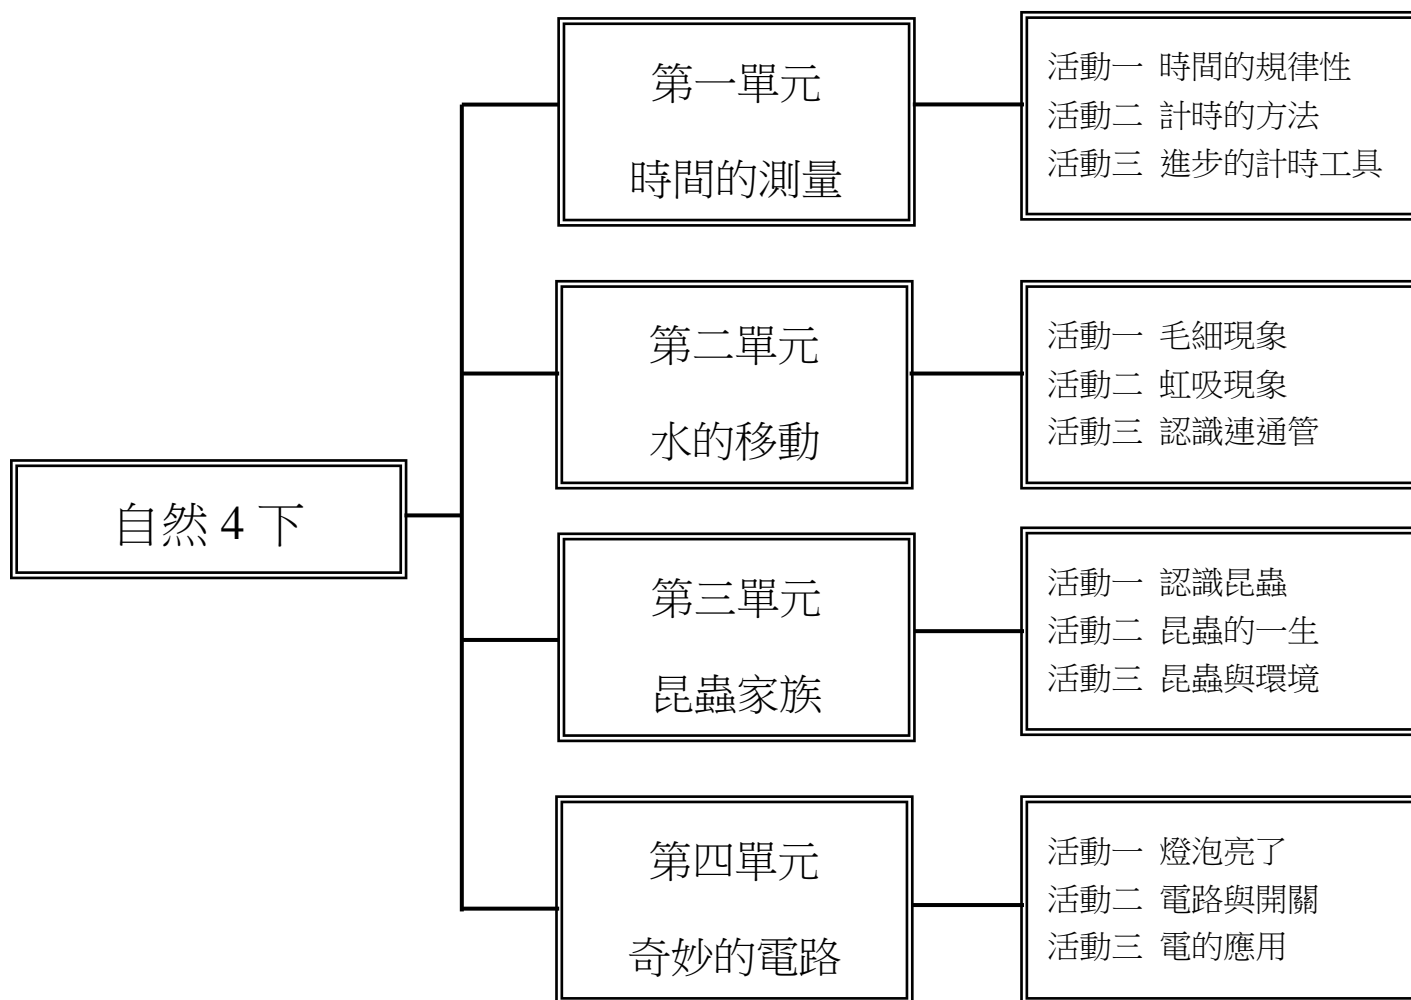 自然 4 下
第一單元
時間的測量
活動一 時間的規律性
活動二 計時的方法
活動三 進步的計時工具
第二單元
水的移動
活動一 毛細現象
活動二 虹吸現象
活動三 認識連通管
第三單元
昆蟲家族
活動一 認識昆蟲
活動二 昆蟲的一生
活動三 昆蟲與環境
第四單元
奇妙的電路
活動一 燈泡亮了
活動二 電路與開關
活動三 電的應用